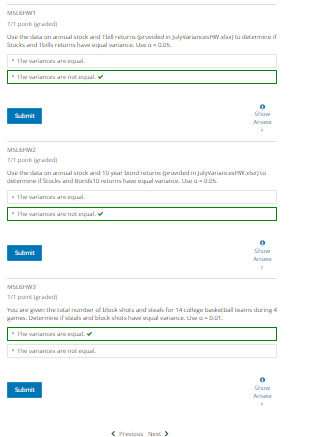 MSL6HW1
1/1 point (graded)
Use the data on annual stock and Tbill returns (provided in JulyVariancesHW.xlsx) to determine if
Stocks and Tbills returns have equal variance. Use α = 0.05.
The variances are equal.
The variances are not equal. ✔
Submit
Show
Answe
r
MSL6HW2
1/1 point (graded)
Use the data on annual stock and 10 year bond returns (provided in JulyVariancesHW.xlsx) to
determine if Stocks and Bonds10 returns have equal variance. Use α = 0.05.
The variances are equal.
The variances are not equal. ✔
Submit
Show
Answe
r
MSL6HW3
1/1 point (graded)
You are given the total number of block shots and steals for 14 college basketball teams during 4
games. Determine if steals and block shots have equal variance. Use α = 0.01.
The variances are equal. ✔
The variances are not equal.
Submit
Show
Answe
r
Previous Next